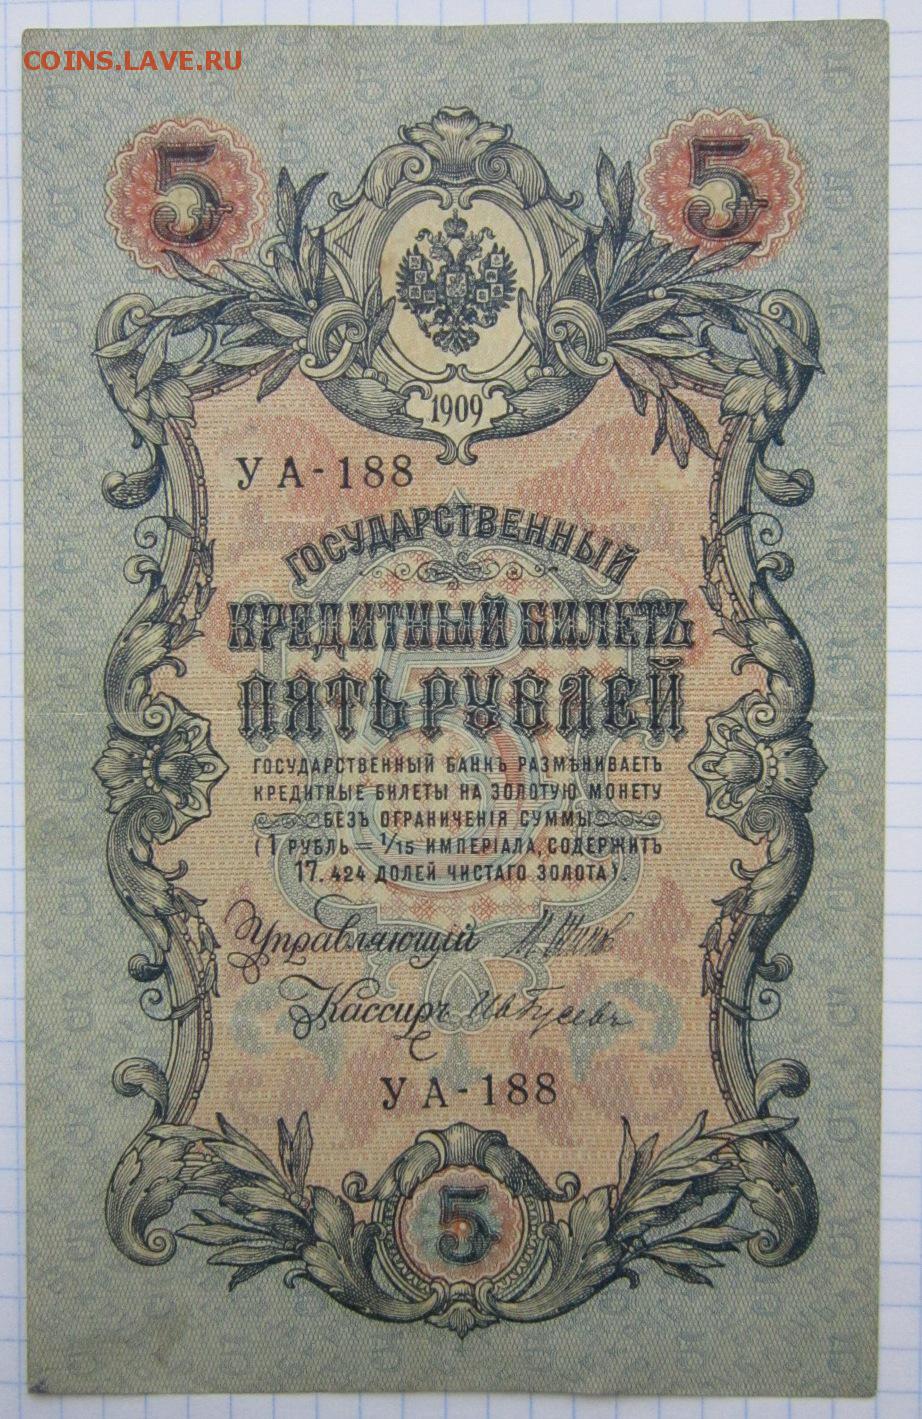 COINS.LAVE.RU
5 5
1909
УА-188
ГОСУДАРСТВЕННЫЙ
КРЕДИТНЫЙ БИЛЕТЪ
ПЯТЬ РУБЛЕЙ
ГОСУДАРСТВЕННЫЙ БАНКЪ РАЗМѢНИВАЕТЪ
КРЕДИТНЫЕ БИЛЕТЫ НА ЗОЛОТУЮ МОНЕТУ
БЕЗЪ ОГРАНИЧЕНІЯ СУММЫ
(1 РУБЛЬ = 1/15 ИМПЕРІАЛА, СОДЕРЖИТЪ
17.424 ДОЛЕЙ ЧИСТАГО ЗОЛОТА).
Управляющій
Кассиръ Ив Гусевъ
УА-188
5